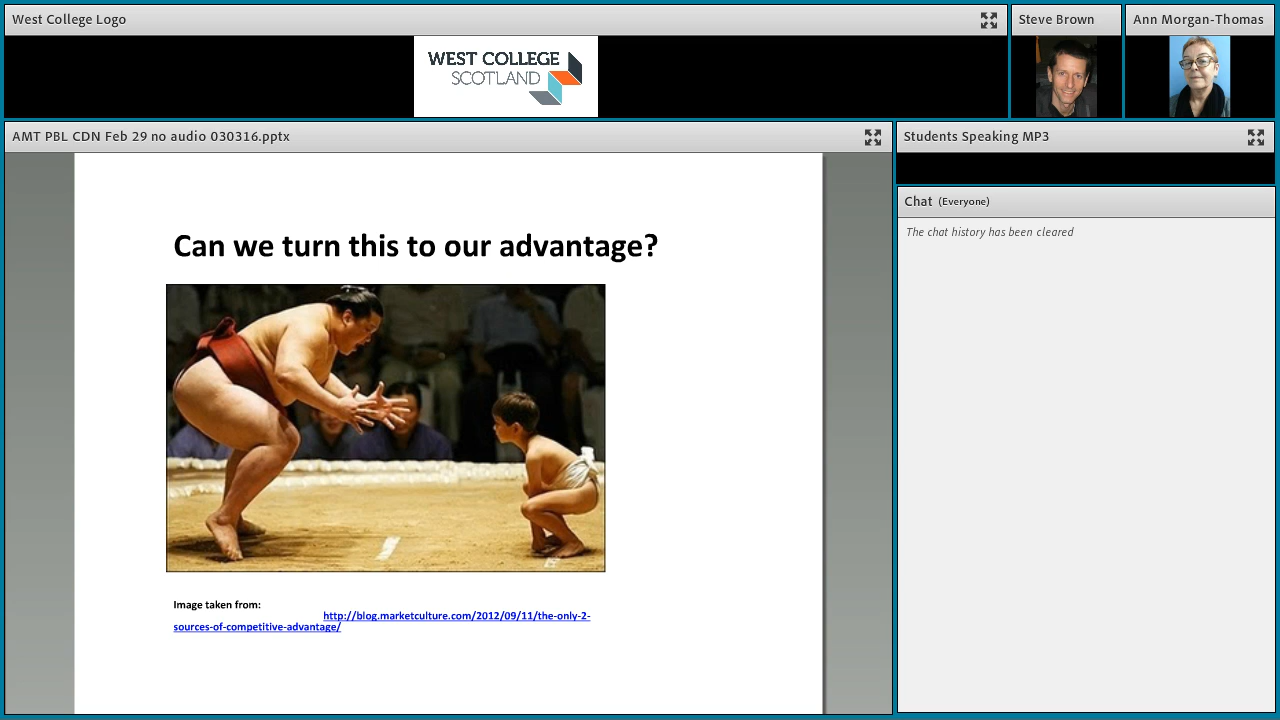 West College Logo
Steve Brown
Ann Morgan-Thomas
WEST COLLEGE
SCOTLAND
AMT PBL CDN Feb 29 no audio 030316.pptx
Students Speaking MP3
Chat (Everyone)
The chat history has been cleared
Can we turn this to our advantage?
Image taken from:
http://blog.marketculture.com/2012/09/11/the-only-2-
sources-of-competitive-advantage/